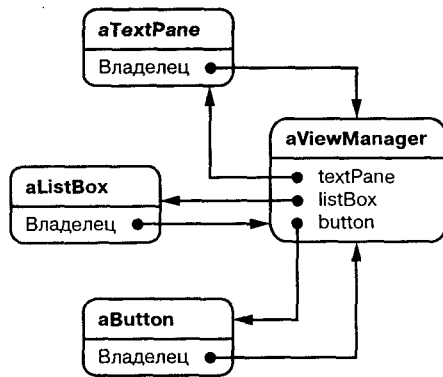 aTextPane
Владелец
aViewManager
textPane
listBox
button
aListBox
Владелец
aButton
Владелец